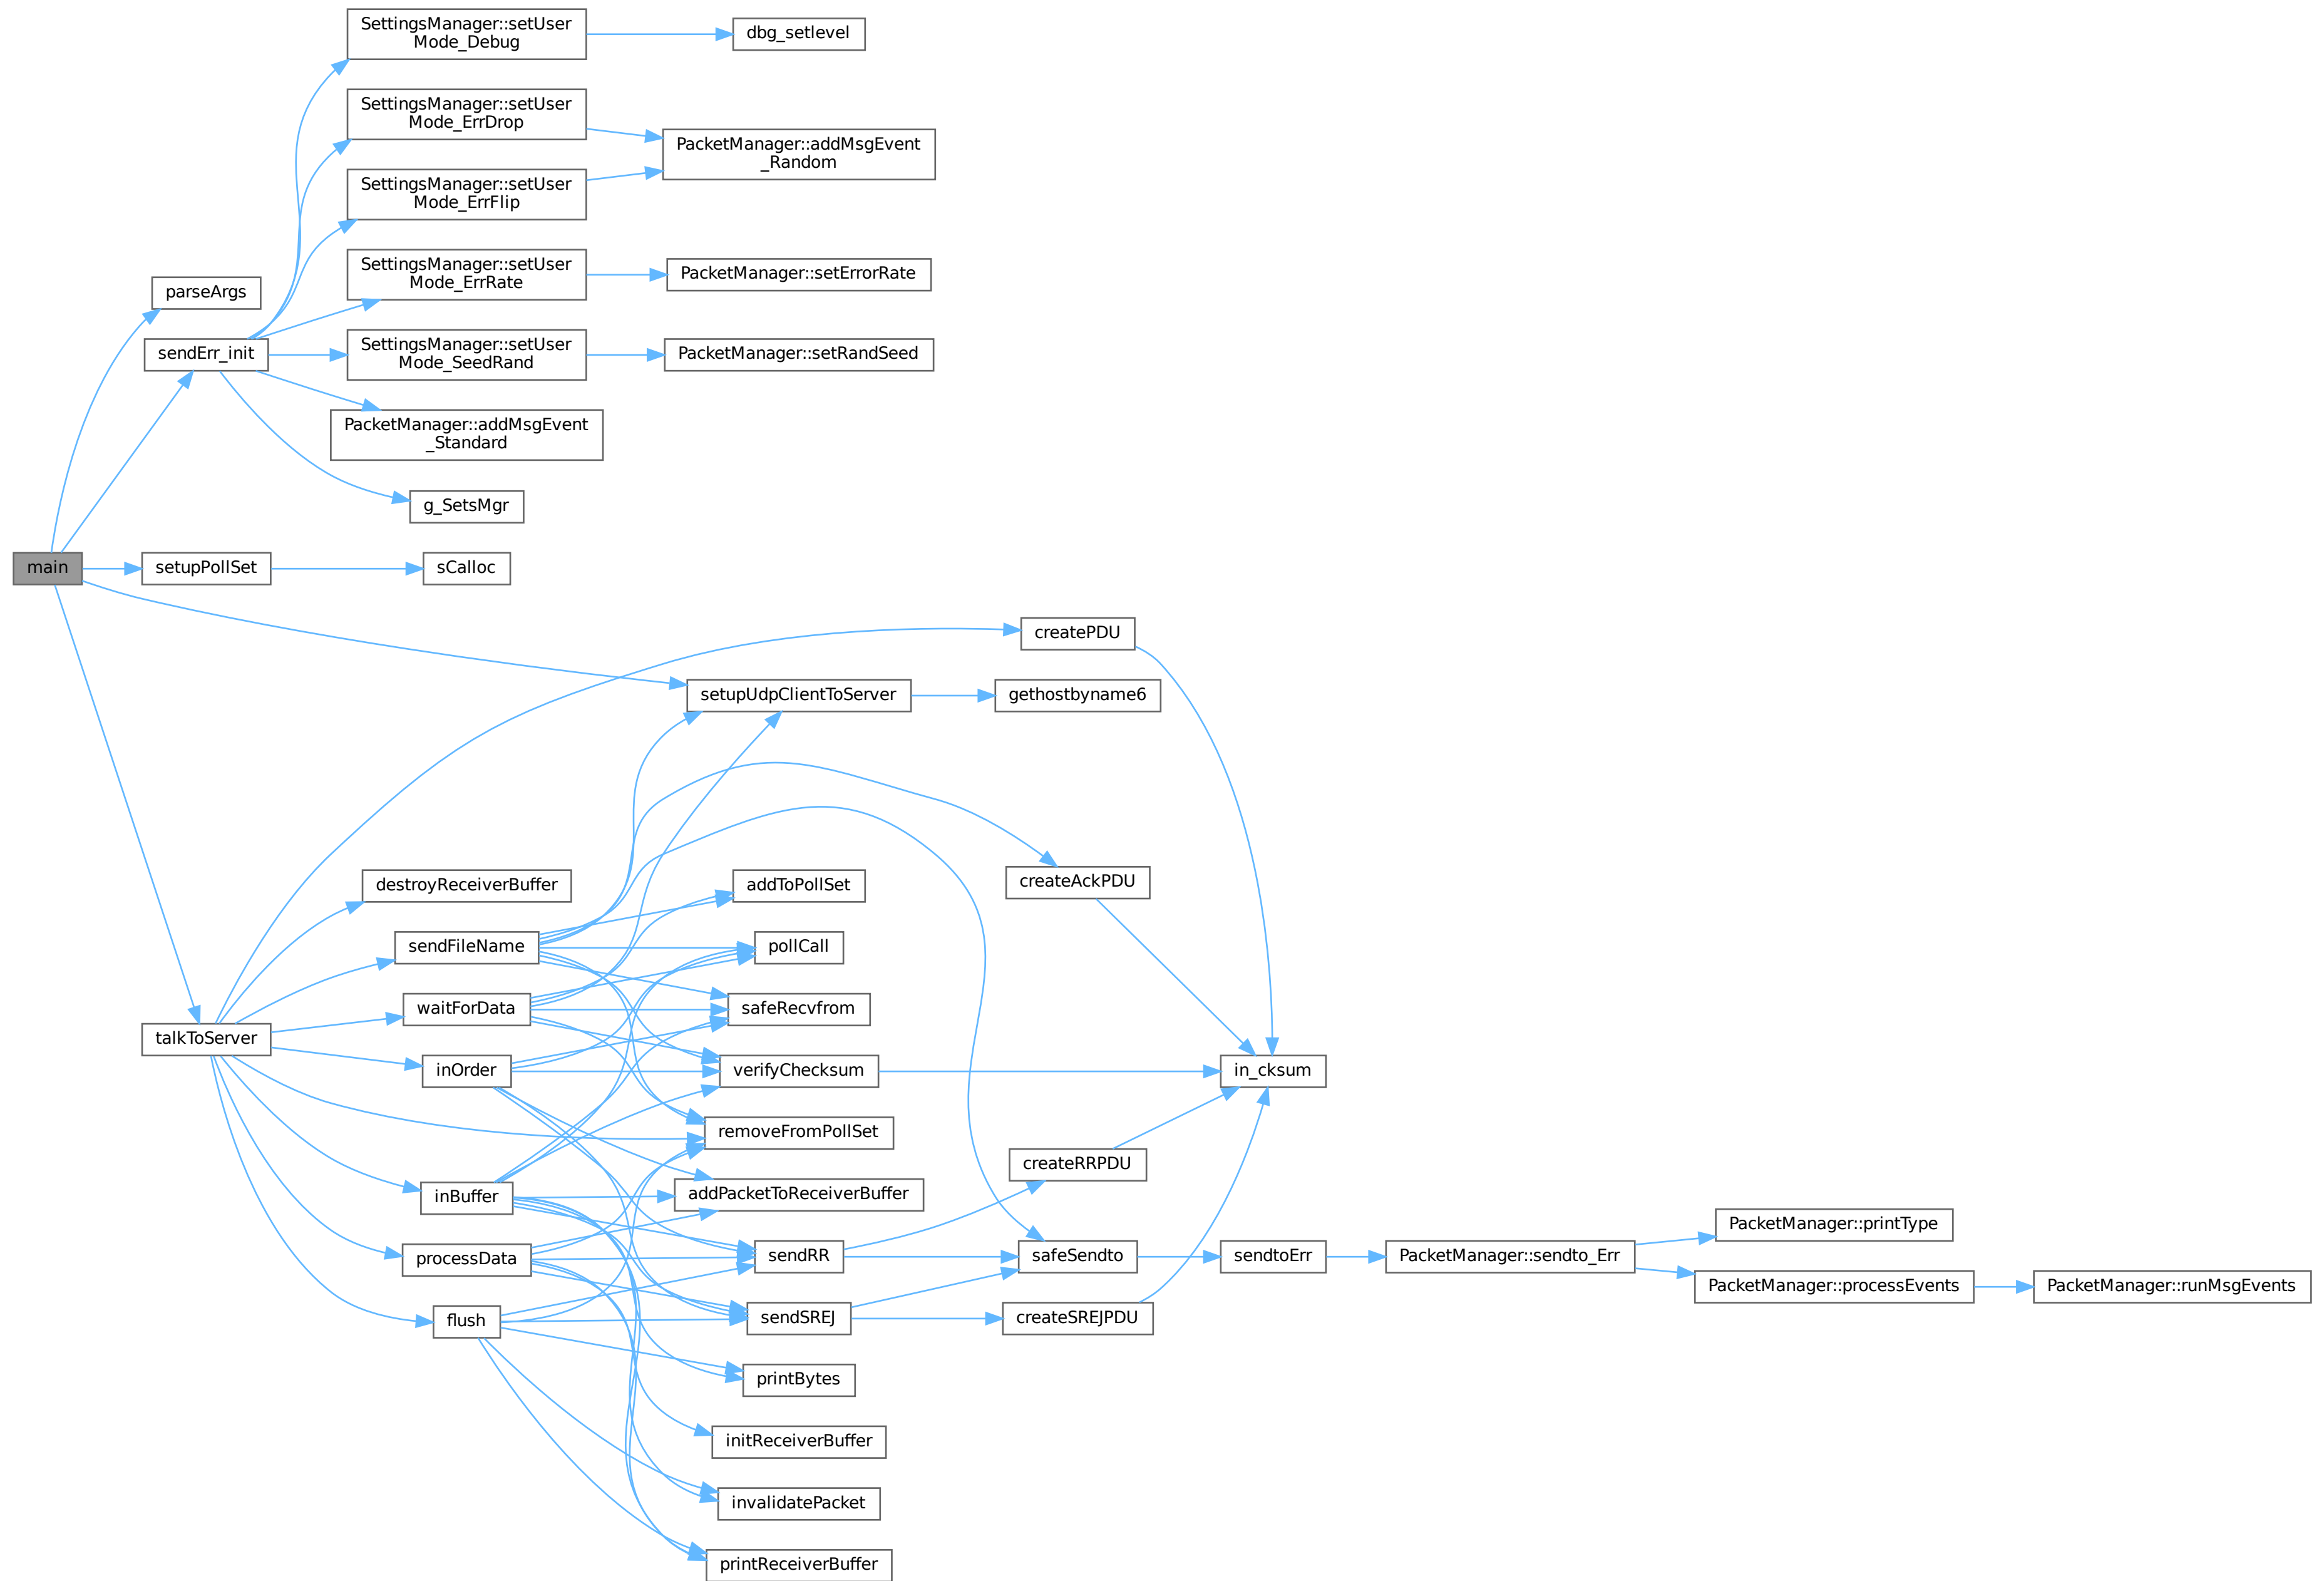 SettingsManager::setUser
Mode_Debug
dbg_setlevel
SettingsManager::setUser
Mode_ErrDrop
PacketManager::addMsgEvent
_Random
SettingsManager::setUser
Mode_ErrFlip
SettingsManager::setUser
Mode_ErrRate
PacketManager::setErrorRate
parseArgs
sendErr_init
SettingsManager::setUser
Mode_SeedRand
PacketManager::setRandSeed
PacketManager::addMsgEvent
_Standard
g_SetsMgr
main
setupPollSet
sCalloc
createPDU
setupUdpClientToServer
gethostbyname6
destroyReceiverBuffer
addToPollSet
createAckPDU
sendFileName
pollCall
waitForData
safeRecvfrom
talkToServer
inOrder
verifyChecksum
in_cksum
removeFromPollSet
createRRPDU
inBuffer
addPacketToReceiverBuffer
PacketManager::printType
processData
sendRR
safeSendto
sendtoErr
PacketManager::sendto_Err
PacketManager::processEvents
PacketManager::runMsgEvents
flush
sendSREJ
createSREJPDU
printBytes
initReceiverBuffer
invalidatePacket
printReceiverBuffer